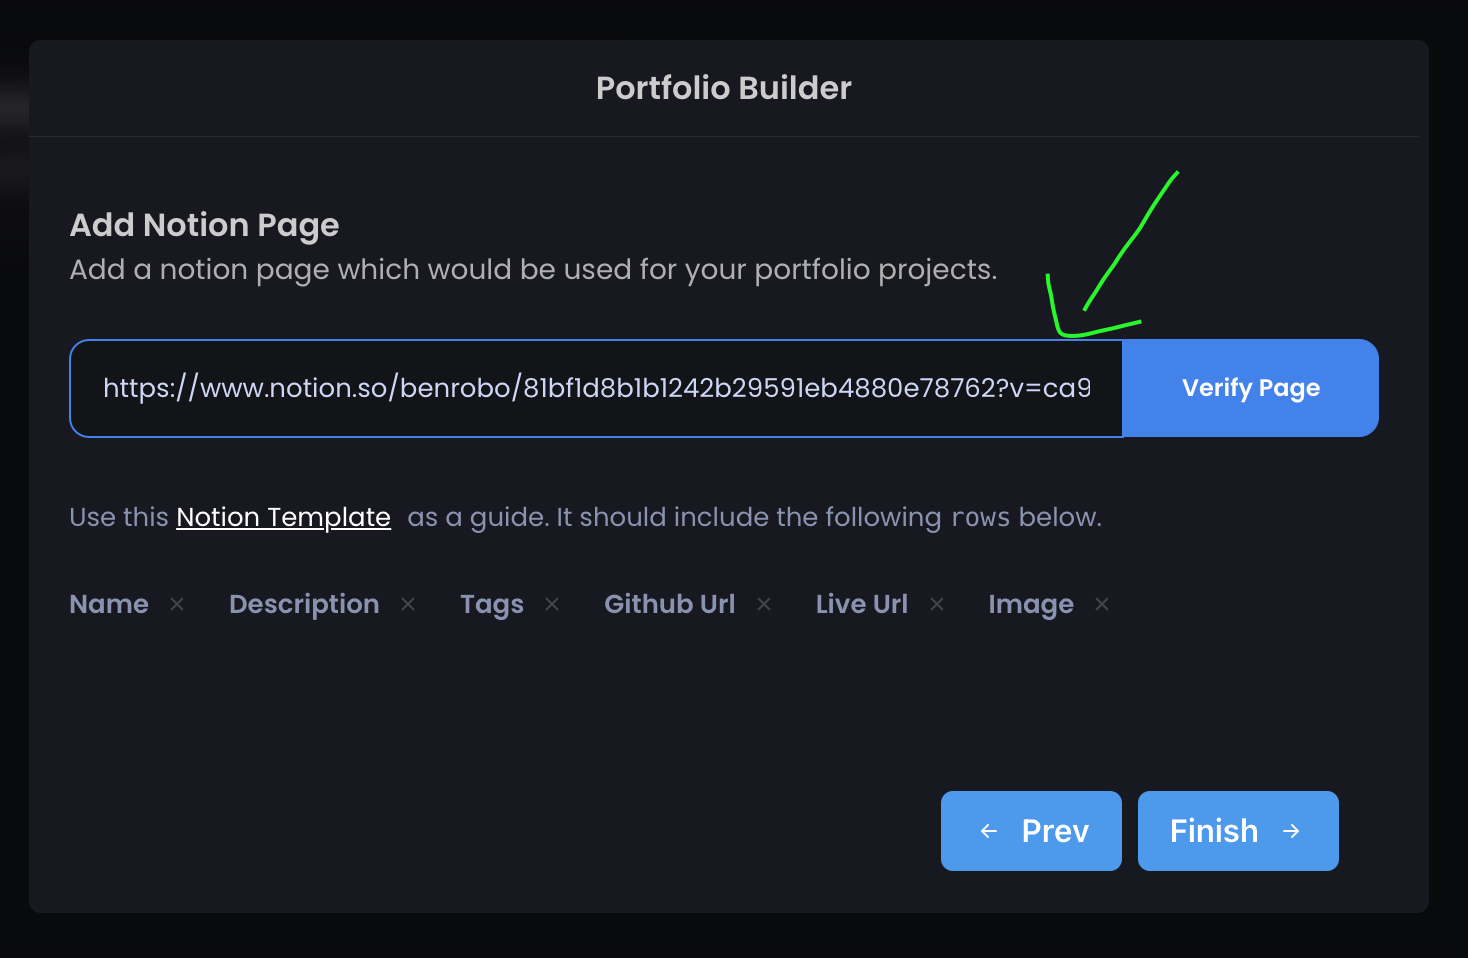 Portfolio Builder
Add Notion Page
Add a notion page which would be used for your portfolio projects.
https://www.notion.so/benrobo/81bf1d8b1b1242b29591eb4880e78762?v=ca9
Verify Page
Use this Notion Template as a guide. It should include the following rows below.
Name × Description × Tags × Github Url × Live Url × Image ×
← Prev Finish →